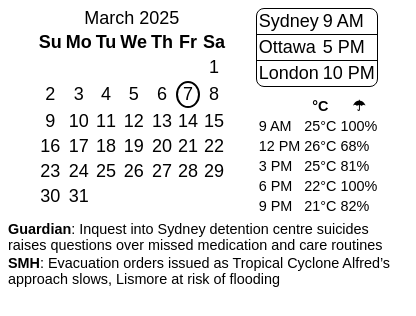 March 2025
Su Mo Tu We Th Fr Sa
1
2 3 4 5 6 7 8
9 10 11 12 13 14 15
16 17 18 19 20 21 22
23 24 25 26 27 28 29
30 31
Sydney 9 AM
Ottawa 5 PM
London 10 PM
°C ☂
9 AM 25°C 100%
12 PM 26°C 68%
3 PM 25°C 81%
6 PM 22°C 100%
9 PM 21°C 82%
Guardian: Inquest into Sydney detention centre suicides
raises questions over missed medication and care routines
SMH: Evacuation orders issued as Tropical Cyclone Alfred’s
approach slows, Lismore at risk of flooding